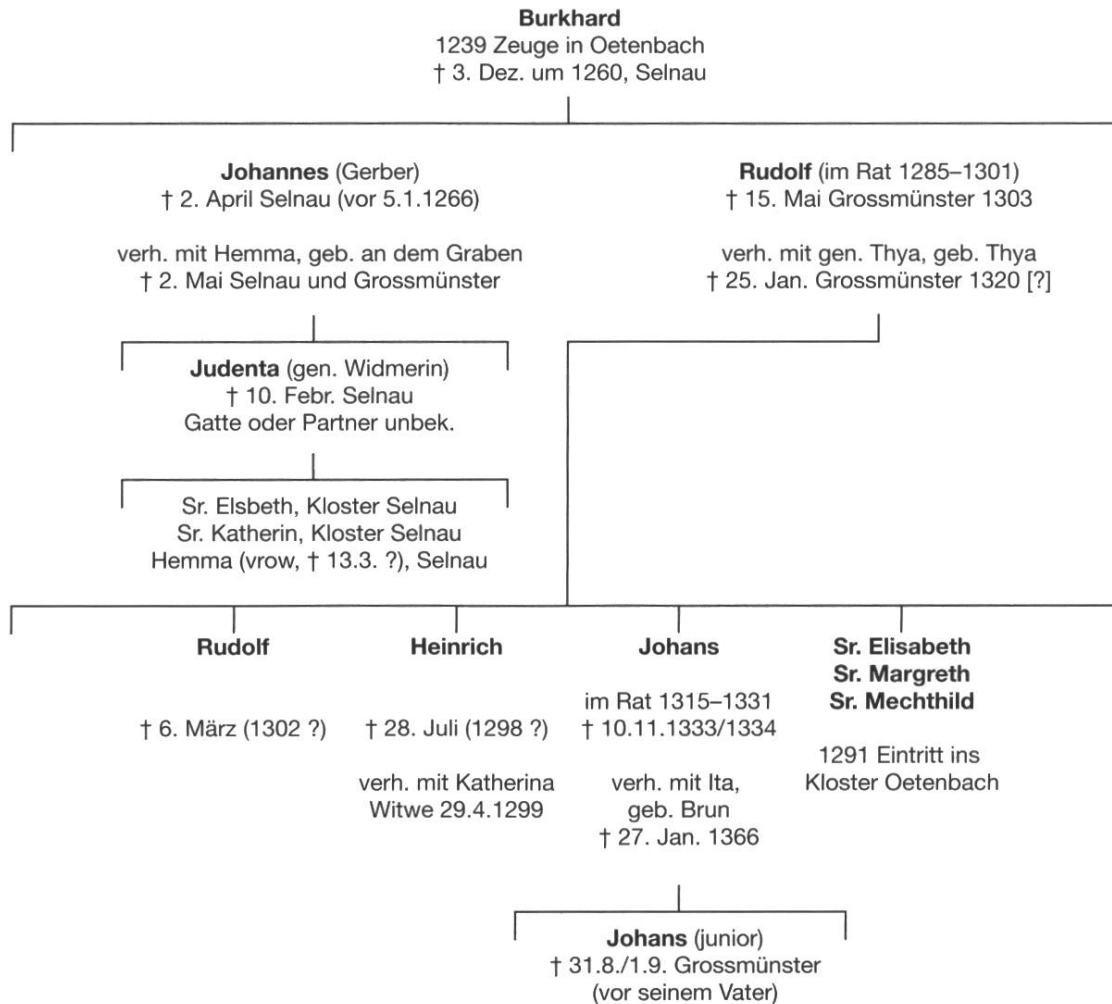 Burkhard
1239 Zeuge in Oetenbach
† 3. Dez. um 1260, Selnau
Johannes (Gerber)
† 2. April Selnau (vor 5.1.1266)
verh. mit Hemma, geb. an dem Graben
† 2. Mai Selnau und Grossmünster
Rudolf (im Rat 1285–1301)
† 15. Mai Grossmünster 1303
verh. mit gen. Thya, geb. Thya
† 25. Jan. Grossmünster 1320 [?]
Judenta (gen. Widmerin)
† 10. Febr. Selnau
Gatte oder Partner unbek.
Sr. Elsbeth, Kloster Selnau
Sr. Katherin, Kloster Selnau
Hemma (vrow, † 13.3. ?), Selnau
Rudolf
† 6. März (1302 ?)
Heinrich
† 28. Juli (1298 ?)
verh. mit Katherina
Witwe 29.4.1299
Johans
im Rat 1315–1331
† 10.11.1333/1334
verh. mit Ita,
geb. Brun
† 27. Jan. 1366
Sr. Elisabeth
Sr. Margreth
Sr. Mechthild
1291 Eintritt ins
Kloster Oetenbach
Johans (junior)
† 31.8./1.9. Grossmünster
(vor seinem Vater)